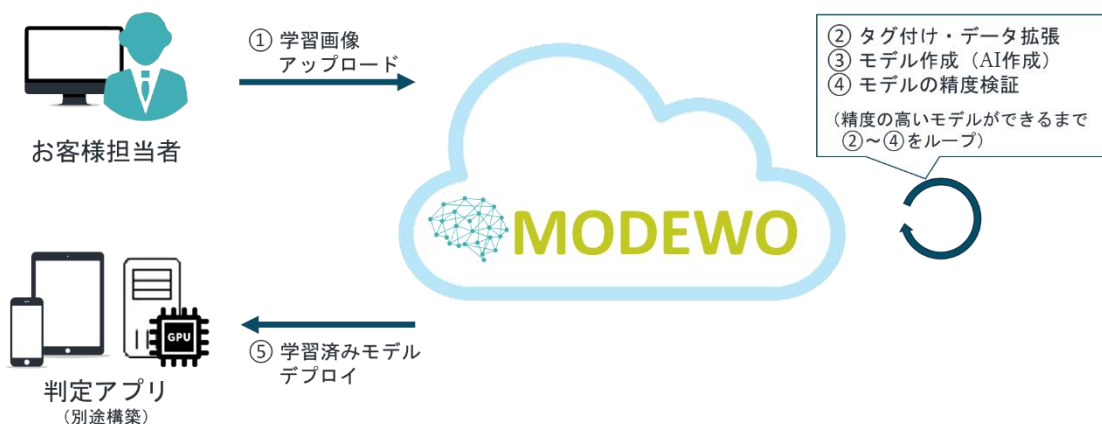 ① 学習画像
アップロード
お客様担当者
② タグ付け・データ拡張
③ モデル作成（AI作成）
④ モデルの精度検証
（精度の高いモデルができるまで
②～④をループ）
MODEWO
GPU
⑤ 学習済みモデル
デプロイ
判定アプリ
（別途構築）